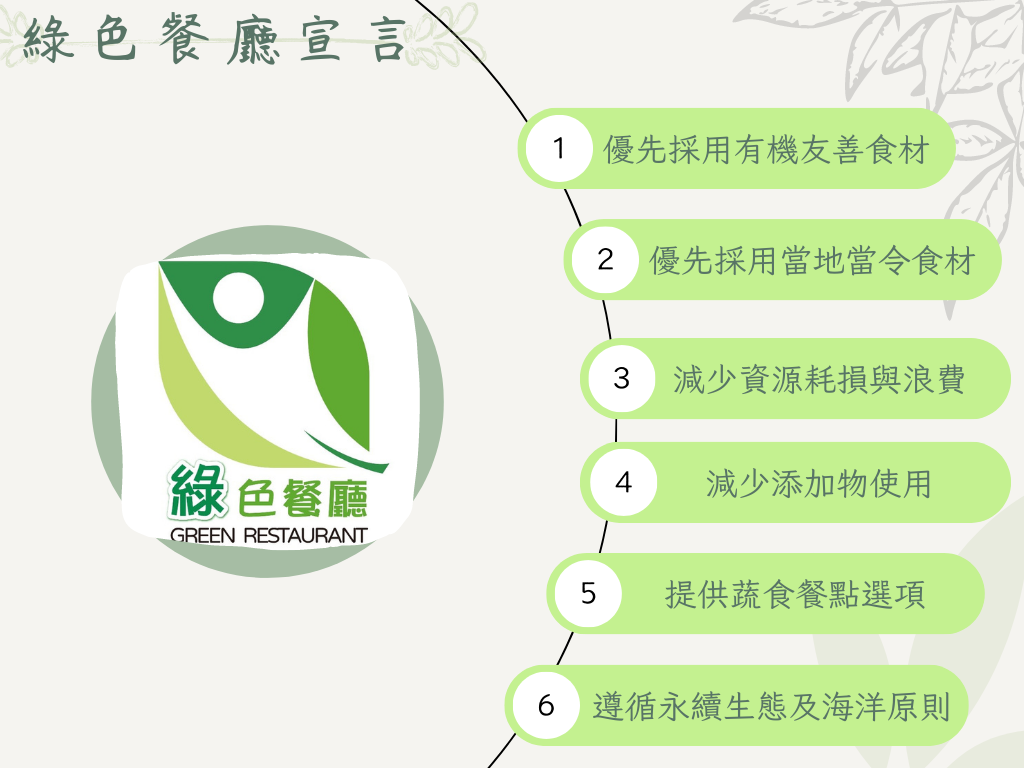 綠色餐廳宣言
1 優先採用有機友善食材
2 優先採用當地當令食材
3 減少資源耗損與浪費
4 減少添加物使用
5 提供蔬食餐點選項
6 遵循永續生態及海洋原則
綠色餐廳
GREEN RESTAURANT